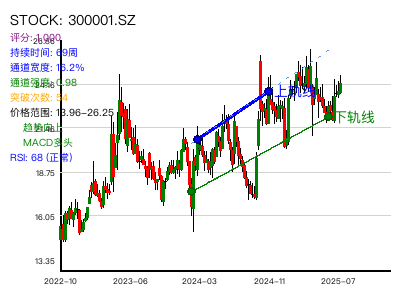 STOCK: 300001.SZ
评分: 1.000
持续时间: 69周
通道宽度: 16.2%
通道强度: 0.98
突破次数: 54
价格范围: 13.96–26.25
趋势向上
MACD多头
RSI: 68 (正常)
上轨线
下轨线
18.75
16.05
13.35
2022–10
2023–06
2024–03
2024–11
2025–07